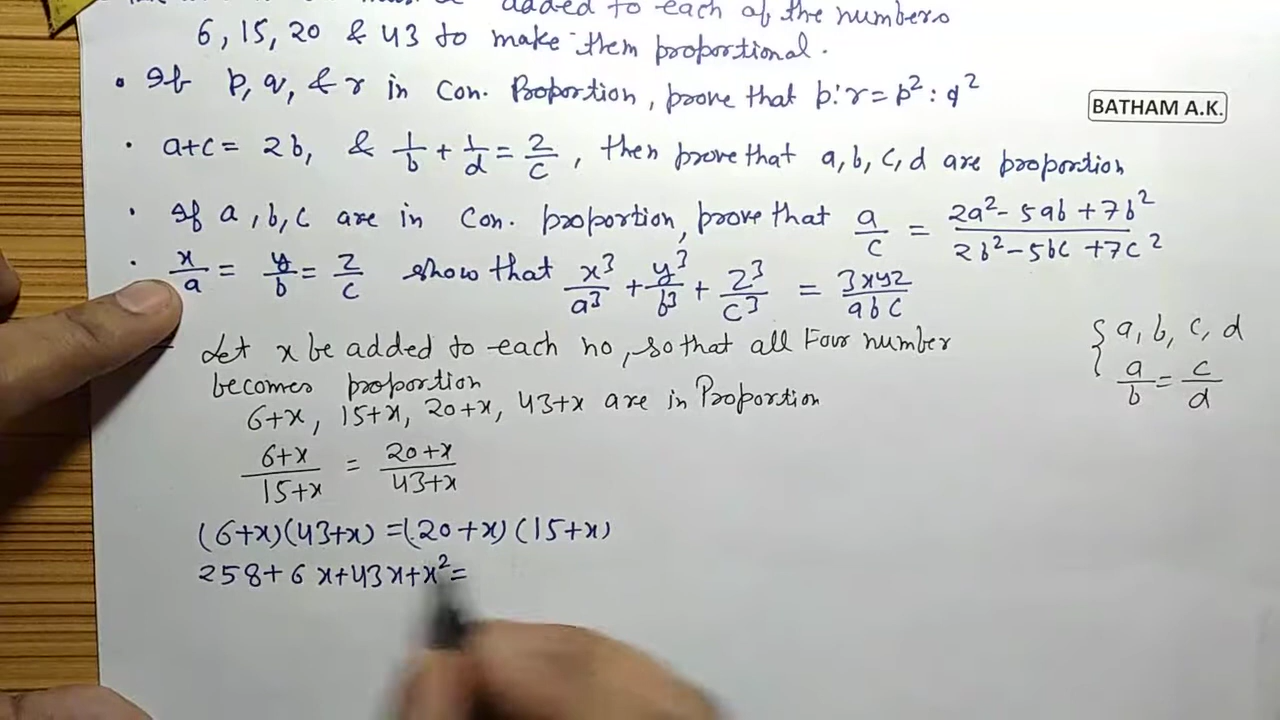 added to each of the numbers
6, 15, 20 & 43 to make them proportional.
• If p, q, & r in con. Proportion, prove that p:r = p² : q²
BATHAM A.K.
• a+c = 2b, & 1/b + 1/d = 2/c, then prove that a, b, c, d are proportion
• If a, b, c are in con. proportion, prove that a/c = (2a² - 5ab + 7b²)/(2b² - 5bc + 7c²)
• x/a = y/b = z/c show that x³/a³ + y³/b³ + z³/c³ = 3xyz/abc
Let x be added to each no, so that all Four number
becomes proportion
6+x, 15+x, 20+x, 43+x are in Proportion
(6+x)/(15+x) = (20+x)/(43+x)
(6+x)(43+x) = (20+x)(15+x)
258 + 6x + 43x + x² =
{ a, b, c, d
a/b = c/d